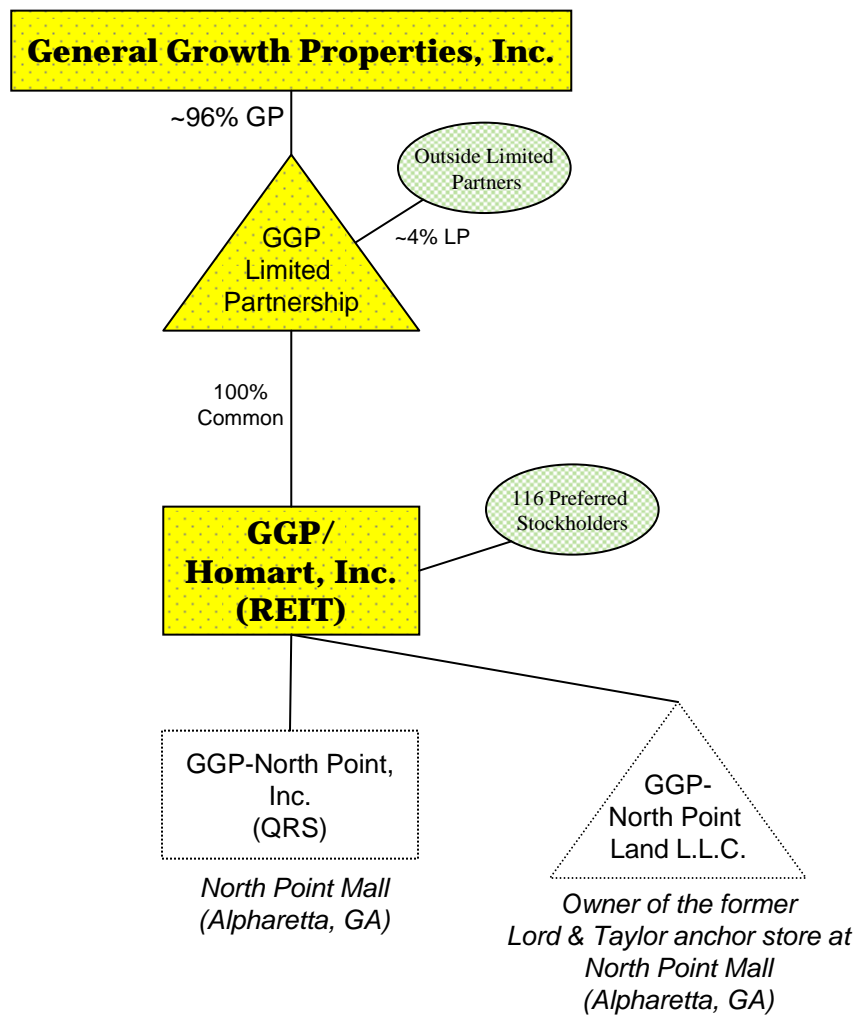 General Growth Properties, Inc.
~96% GP
Outside Limited
Partners
~4% LP
GGP
Limited
Partnership
100%
Common
116 Preferred
Stockholders
GGP/
Homart, Inc.
(REIT)
GGP-North Point,
Inc.
(QRS)
North Point Mall
(Alpharetta, GA)
GGP-
North Point
Land L.L.C.
Owner of the former
Lord & Taylor anchor store at
North Point Mall
(Alpharetta, GA)